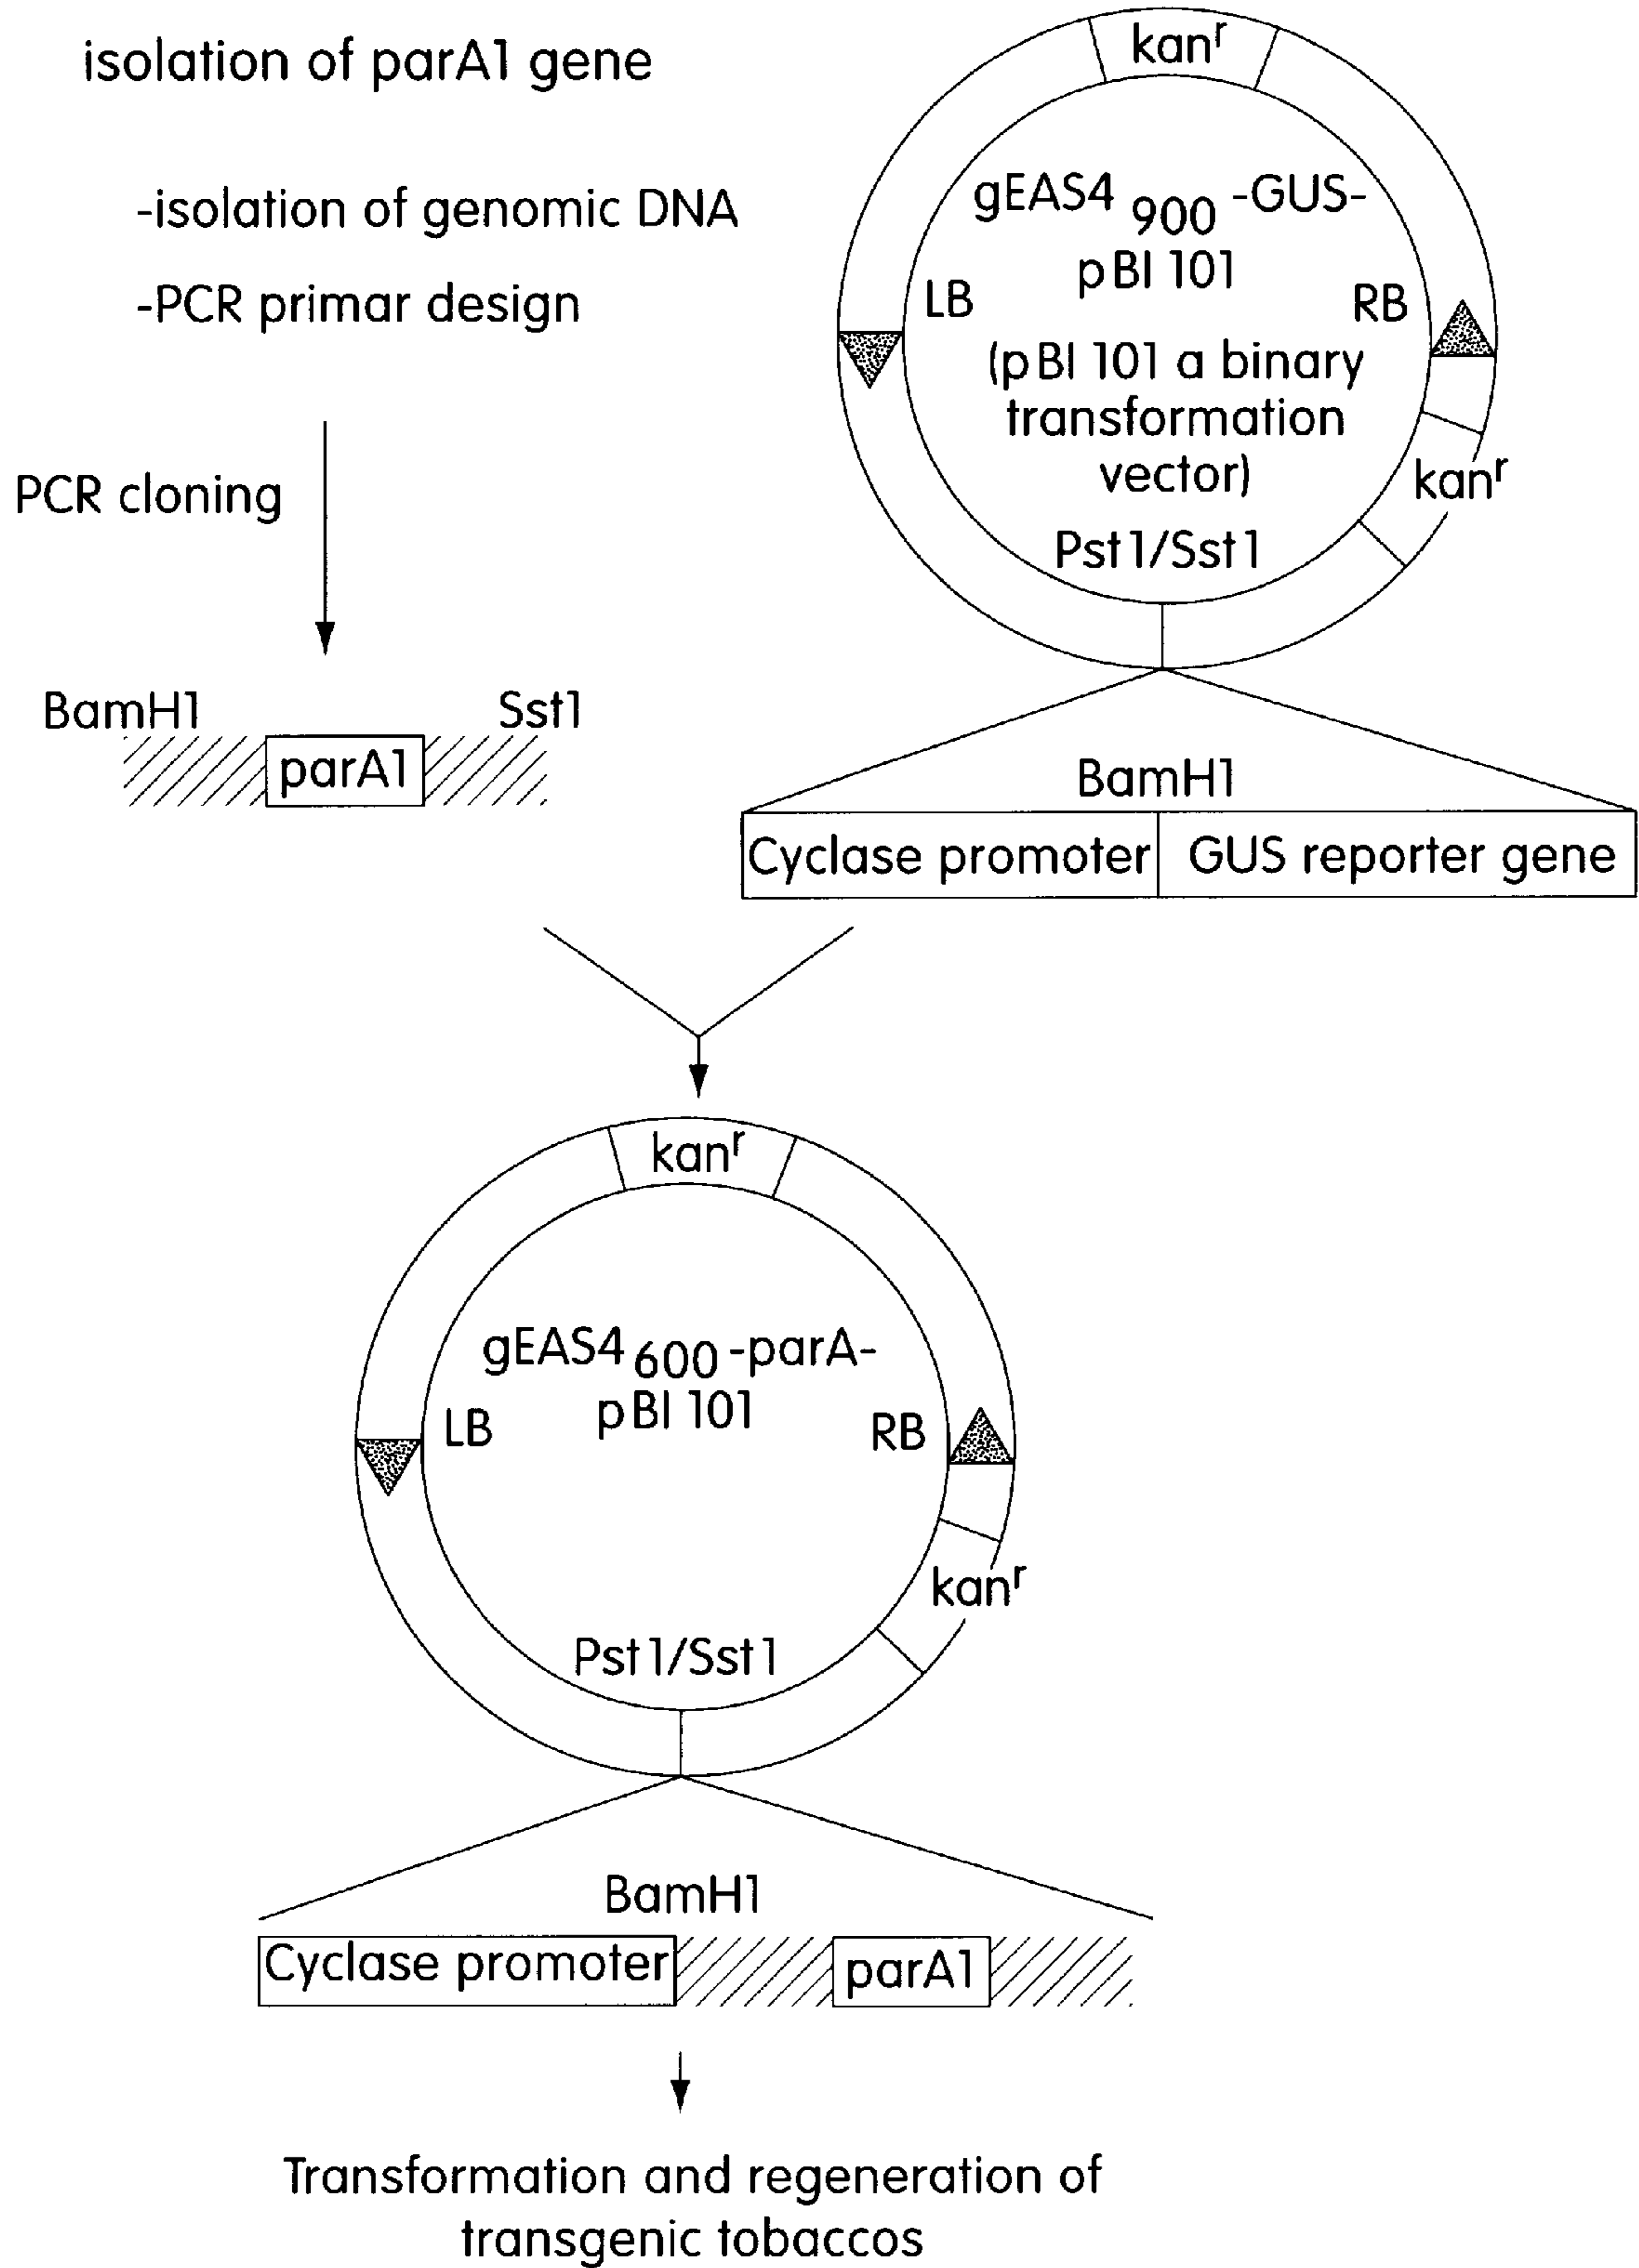 isolation of parA1 gene
-isolation of genomic DNA
-PCR primar design
PCR cloning
BamH1 Sst1
parA1
kanʳ
gEAS4 900 -GUS-
pBI 101
LB RB
(pBI 101 a binary
transformation
vector)
kanʳ
Pst1/Sst1
BamH1
Cyclase promoter GUS reporter gene
kanʳ
gEAS4 600 -parA-
pBI 101
LB RB
kanʳ
Pst1/Sst1
BamH1
Cyclase promoter parA1
Transformation and regeneration of
transgenic tobaccos